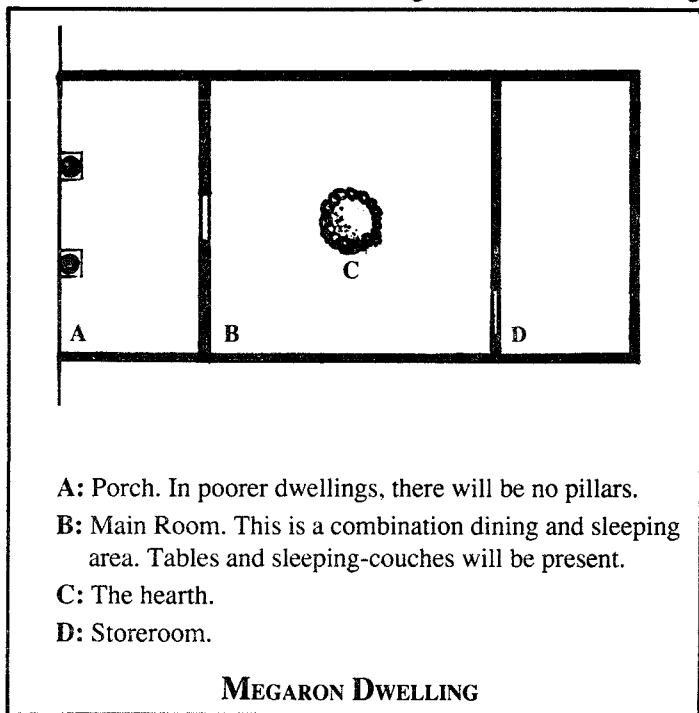 C
A
B
D
A: Porch. In poorer dwellings, there will be no pillars.
B: Main Room. This is a combination dining and sleeping
area. Tables and sleeping-couches will be present.
C: The hearth.
D: Storeroom.
MEGARON DWELLING